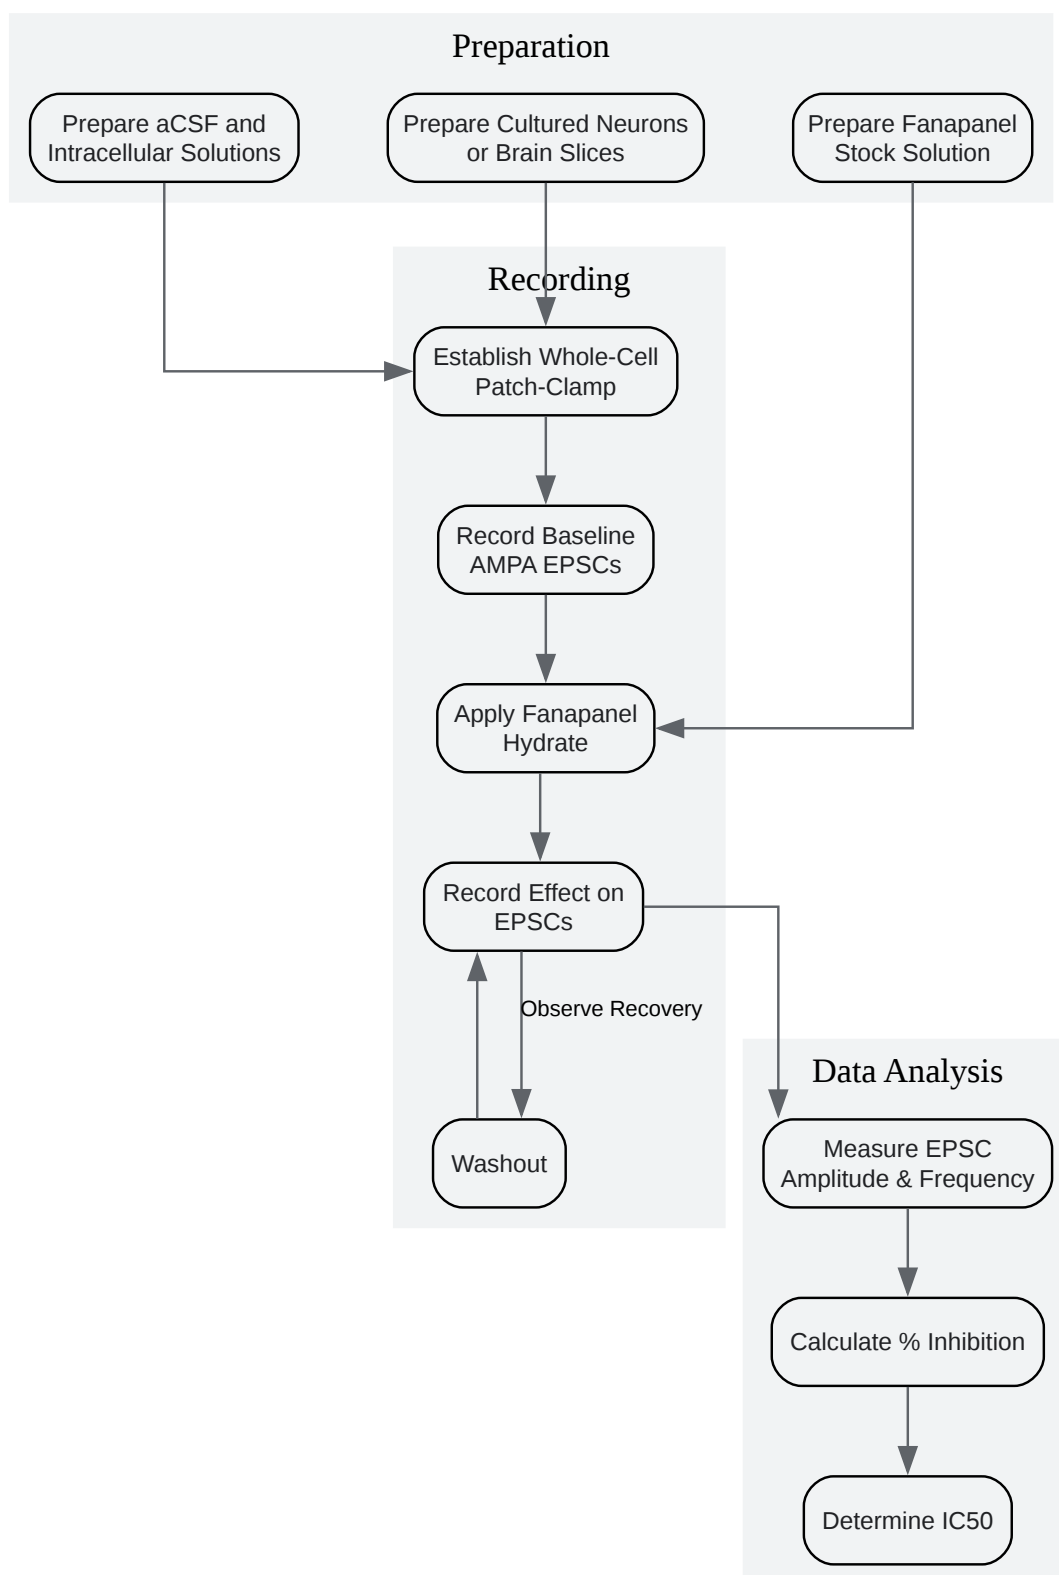 Preparation
Prepare aCSF and
Intracellular Solutions
Prepare Cultured Neurons
or Brain Slices
Prepare Fanapanel
Stock Solution
Recording
Establish Whole-Cell
Patch-Clamp
Record Baseline
AMPA EPSCs
Apply Fanapanel
Hydrate
Record Effect on
EPSCs
Observe Recovery
Washout
Data Analysis
Measure EPSC
Amplitude & Frequency
Calculate % Inhibition
Determine IC50